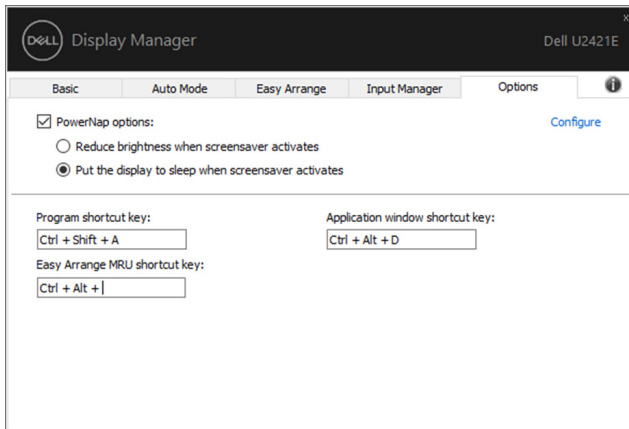 x
DELL Display Manager Dell U2421E
Basic Auto Mode Easy Arrange Input Manager Options i
PowerNap options: Configure
Reduce brightness when screensaver activates
Put the display to sleep when screensaver activates
Program shortcut key: Application window shortcut key:
Ctrl + Shift + A Ctrl + Alt + D
Easy Arrange MRU shortcut key:
Ctrl + Alt +